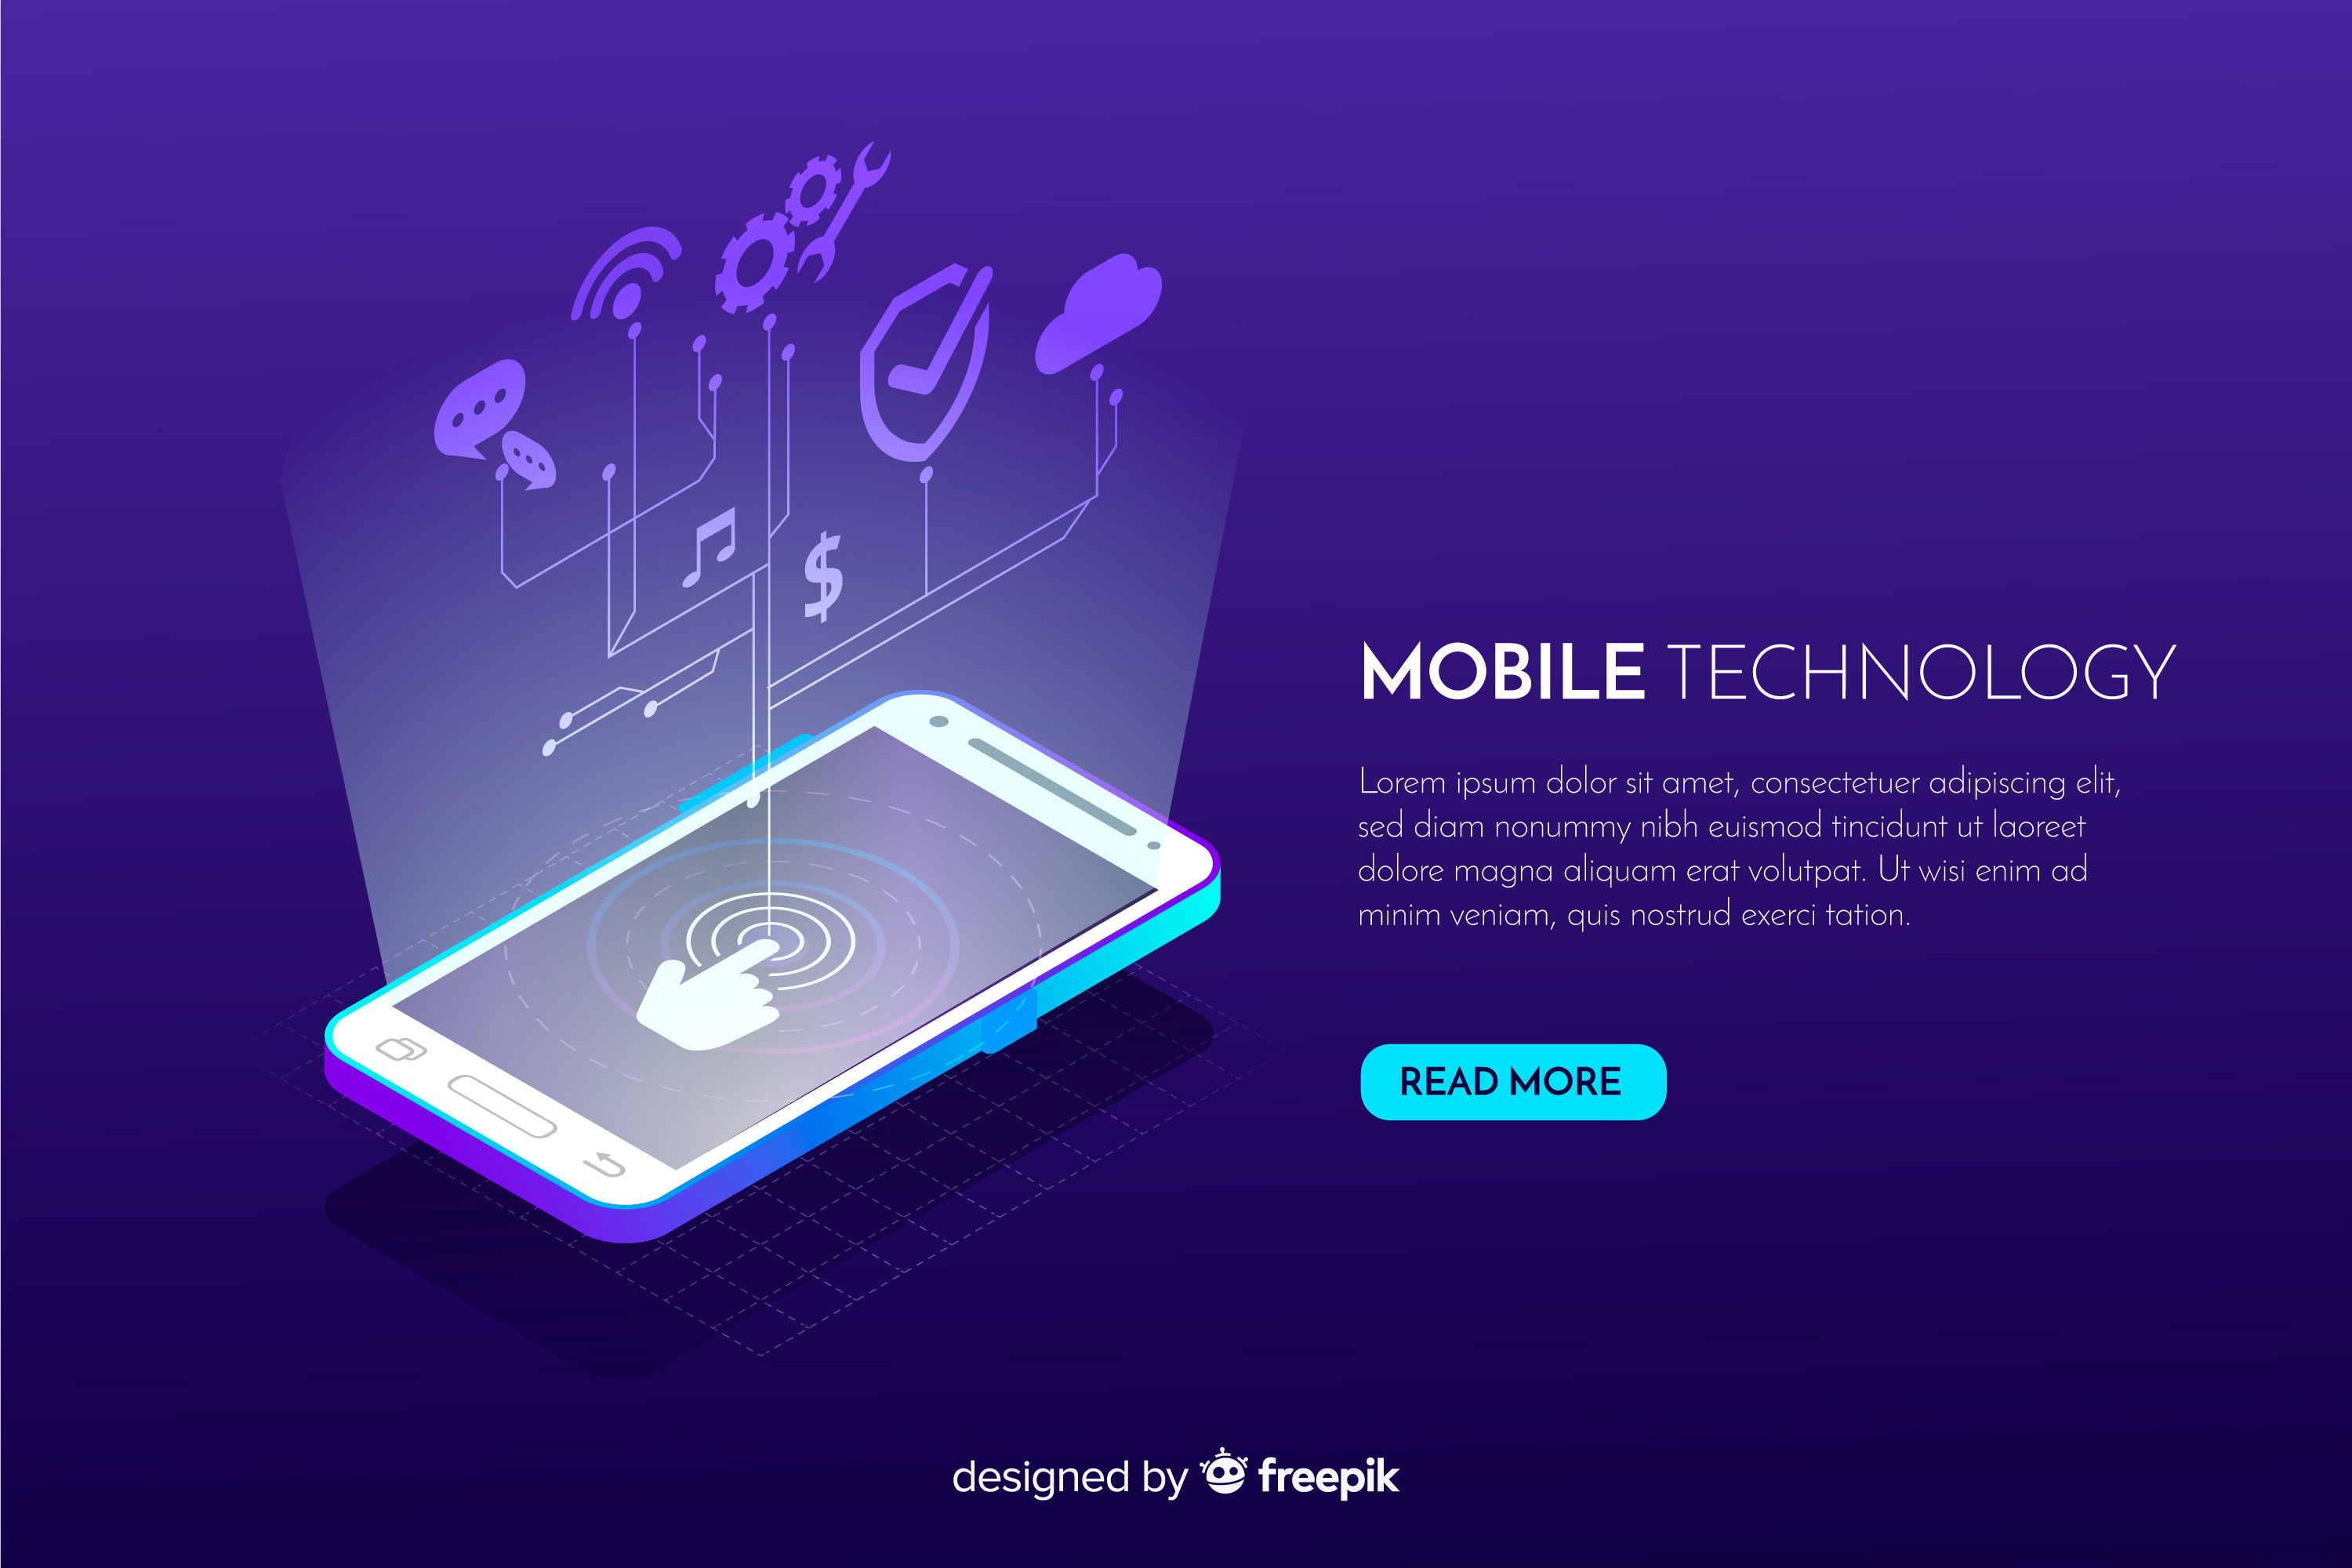 MOBILE TECHNOLOGY
Lorem ipsum dolor sit amet, consectetuer adipiscing elit,
sed diam nonummy nibh euismod tincidunt ut laoreet
dolore magna aliquam erat volutpat. Ut wisi enim ad
minim veniam, quis nostrud exerci tation.
READ MORE
designed by freepik